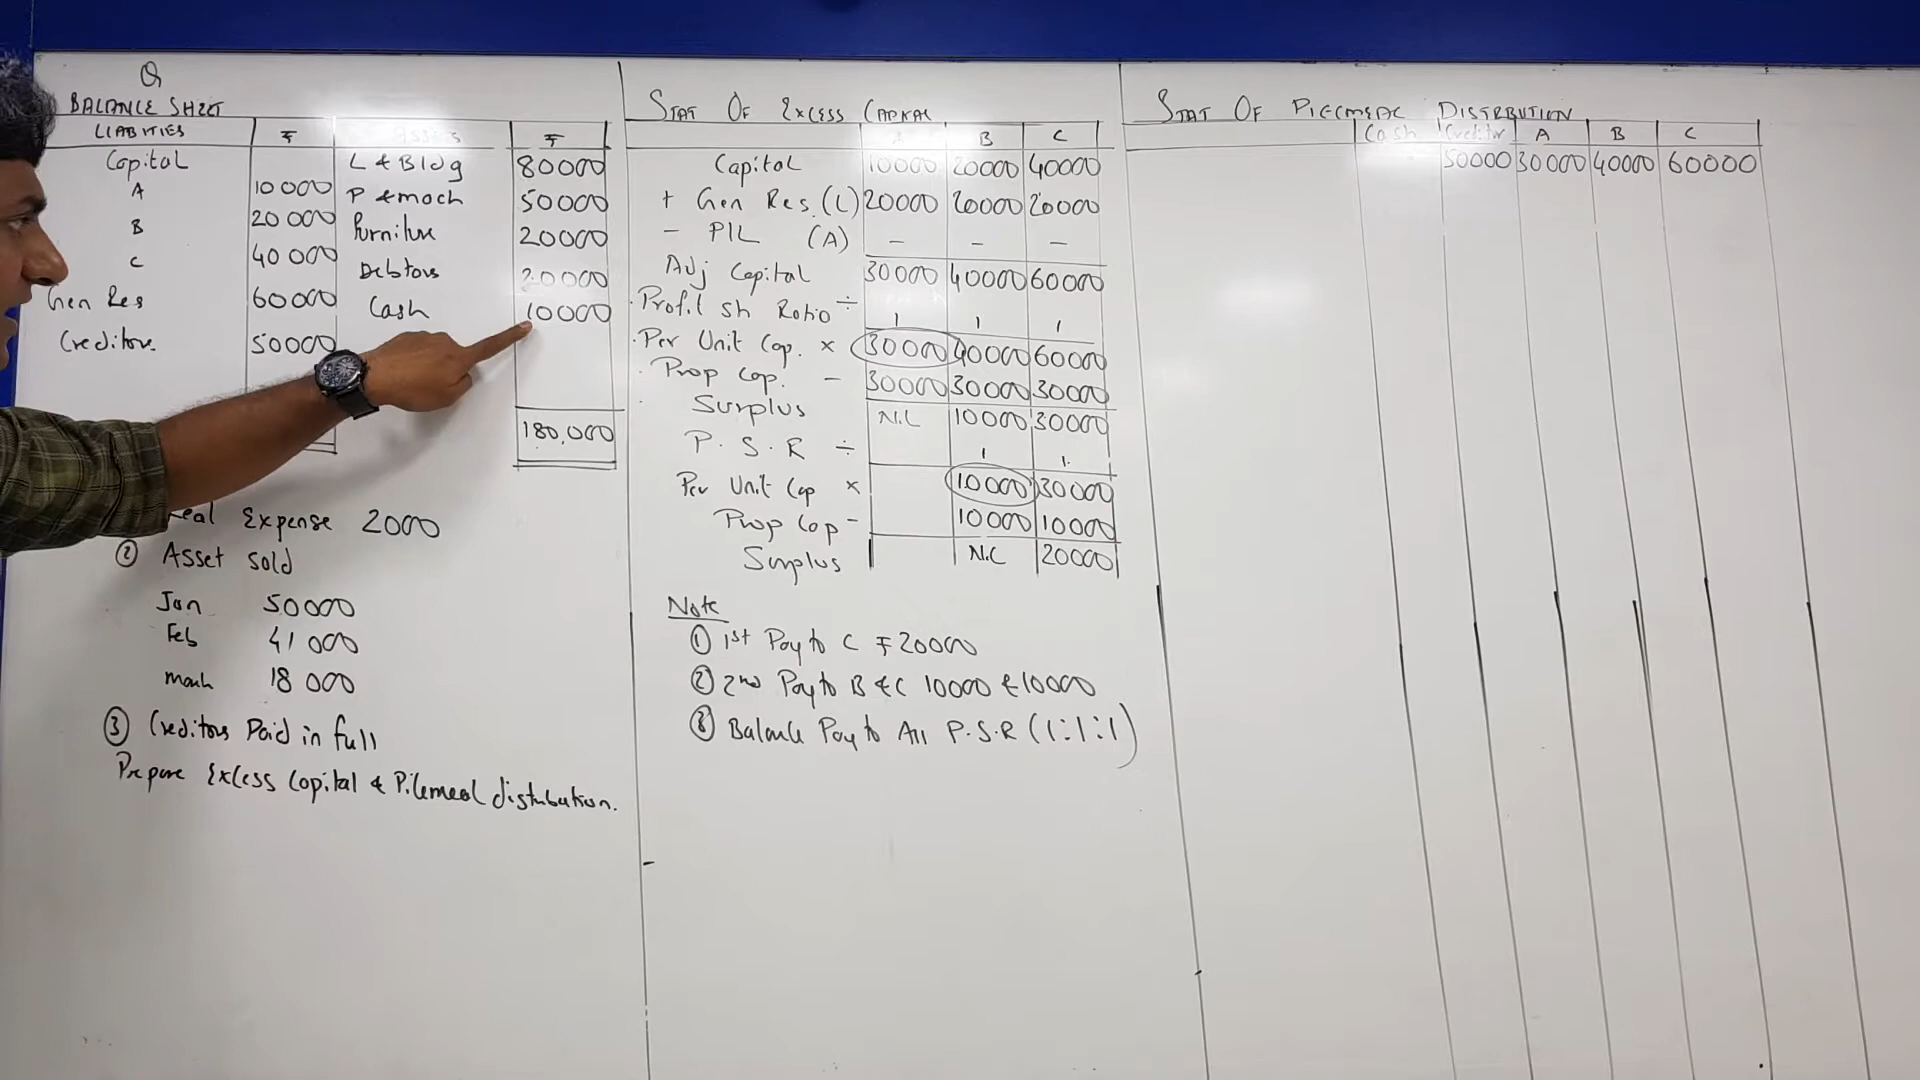 Q
BALANCE SHEET
LIABITIES ₹ ₹
Capital L & Bldg 80000
A 10000 P & mach 50000
B 20000 Furniture 20000
C 40000 Debtors 20000
Gen Res 60000 Cash 10000
Creditors 50000
180,000
Real Expense 2000
② Asset sold
Jan 50000
Feb 41000
March 18000
③ Creditors Paid in full
Prepare Excess Capital & Picemeal distribution.
STAT OF EXCESS CAPITAL
A B C
Capital 10000 20000 40000
+ Gen Res. (L) 20000 20000 20000
- P/L (A) - - -
Adj Capital 30000 40000 60000
Profit Sh Ratio ÷ 1 1 1
Per Unit Cap. × 30000 40000 60000
Prop Cap. - 30000 30000 30000
Surplus NIL 10000 30000
P. S. R ÷ 1 1
Per Unit Cap × 10000 30000
Prop Cap - 10000 10000
Surplus NIL 20000
Note
① 1st Pay to C ₹20000
② 2nd Pay to B & C 10000 & 10000
③ Balance Pay to All P.S.R (1:1:1)
STAT OF PIECMEAL DISTRBUTION
Cash Creditor A B C
50000 30000 40000 60000